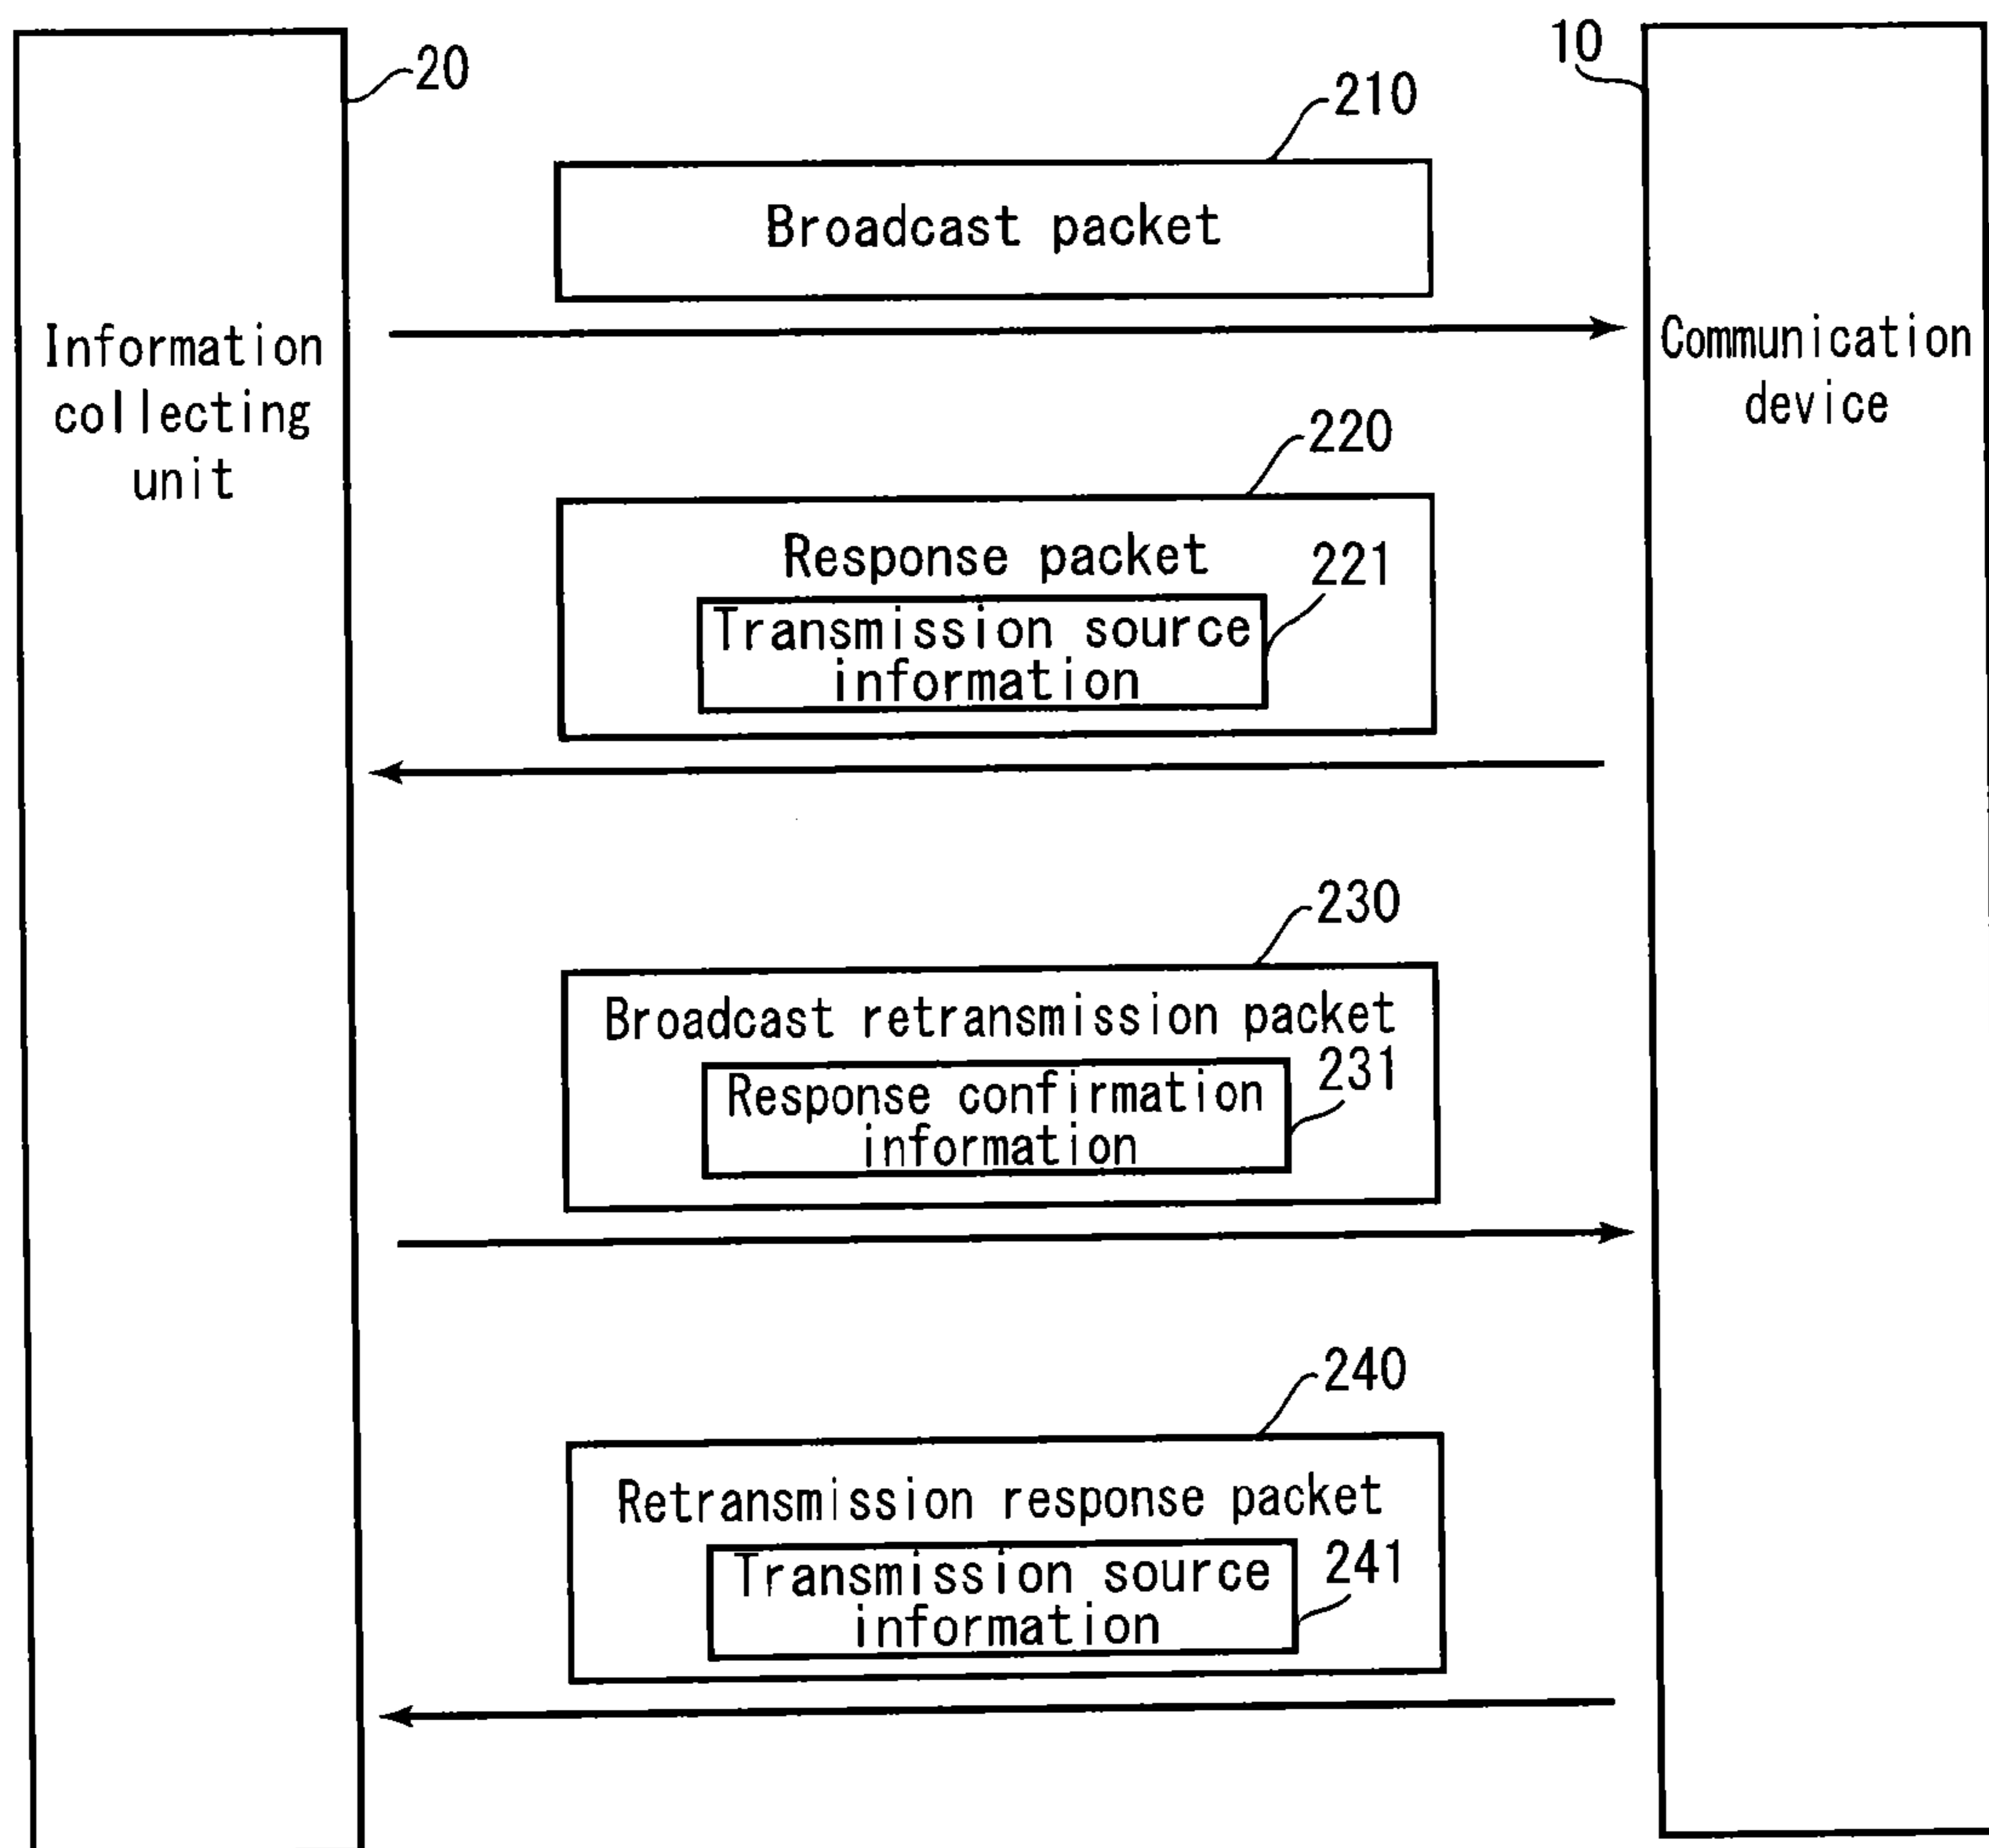 20
10
210
Broadcast packet
Information
collecting
unit
Communication
device
220
Response packet
221
Transmission source
information
230
Broadcast retransmission packet
231
Response confirmation
information
240
Retransmission response packet
241
Transmission source
information